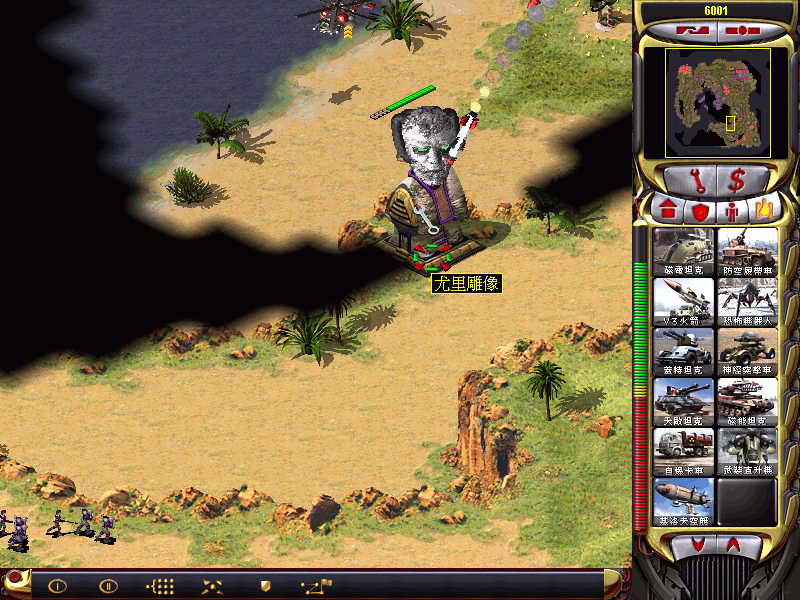 6001
$
尤里雕像
磁電坦克
防空履帶車
V3火箭
恐怖機器人
蓋特坦克
神經突擊車
天啟坦克
磁能坦克
自爆卡車
武裝直升機
基洛夫空艇
I
II